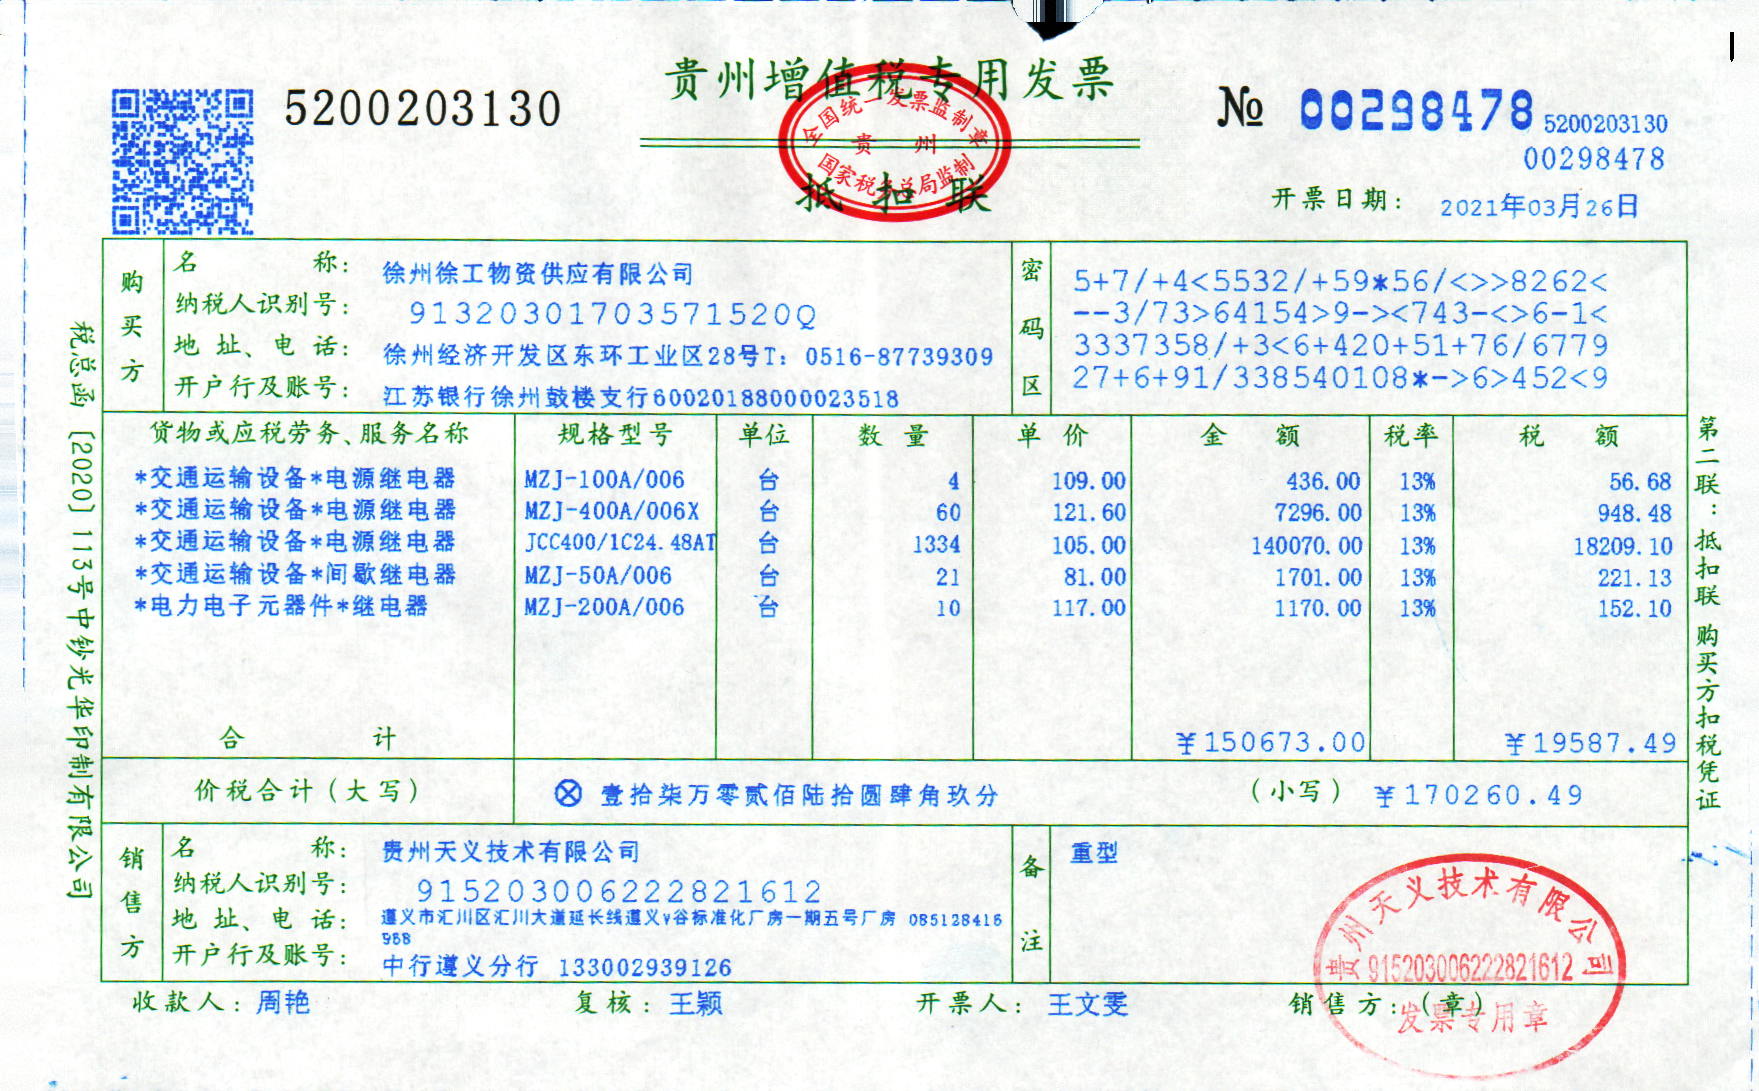 贵州增值税专用发票
5200203130
全国统一发票监制章
贵州
国家税务总局监制
抵扣联
№ 00298478
5200203130
00298478
开票日期: 2021年03月26日
购买方
名称: 徐州徐工物资供应有限公司
纳税人识别号: 91320301703571520Q
地址、电话: 徐州经济开发区东环工业区28号T: 0516-87739309
开户行及账号: 江苏银行徐州鼓楼支行60020188000023518
密码区
5+7/+4<5532/+59*56/<>>8262<
--3/73>64154>9-><743-<>6-1<
3337358/+3<6+420+51+76/6779
27+6+91/338540108*->6>452<9
货物或应税劳务、服务名称 规格型号 单位 数量 单价 金额 税率 税额
*交通运输设备*电源继电器 MZJ-100A/006 台 4 109.00 436.00 13% 56.68
*交通运输设备*电源继电器 MZJ-400A/006X 台 60 121.60 7296.00 13% 948.48
*交通运输设备*电源继电器 JCC400/1C24.48AT 台 1334 105.00 140070.00 13% 18209.10
*交通运输设备*间歇继电器 MZJ-50A/006 台 21 81.00 1701.00 13% 221.13
*电力电子元器件*继电器 MZJ-200A/006 台 10 117.00 1170.00 13% 152.10
合计 ¥150673.00 ¥19587.49
价税合计(大写) ⊗ 壹拾柒万零贰佰陆拾圆肆角玖分 (小写) ¥170260.49
销售方
名称: 贵州天义技术有限公司
纳税人识别号: 915203006222821612
地址、电话: 遵义市汇川区汇川大道延长线遵义V谷标准化厂房一期五号厂房 085128416
968
开户行及账号: 中行遵义分行 133002939126
备注
重型
收款人: 周艳 复核: 王颖 开票人: 王文雯 销售方:(章)
贵州天义技术有限公司
915203006222821612
发票专用章
税总函[2020]113号中钞光华印制有限公司
第二联:抵扣联 购买方扣税凭证